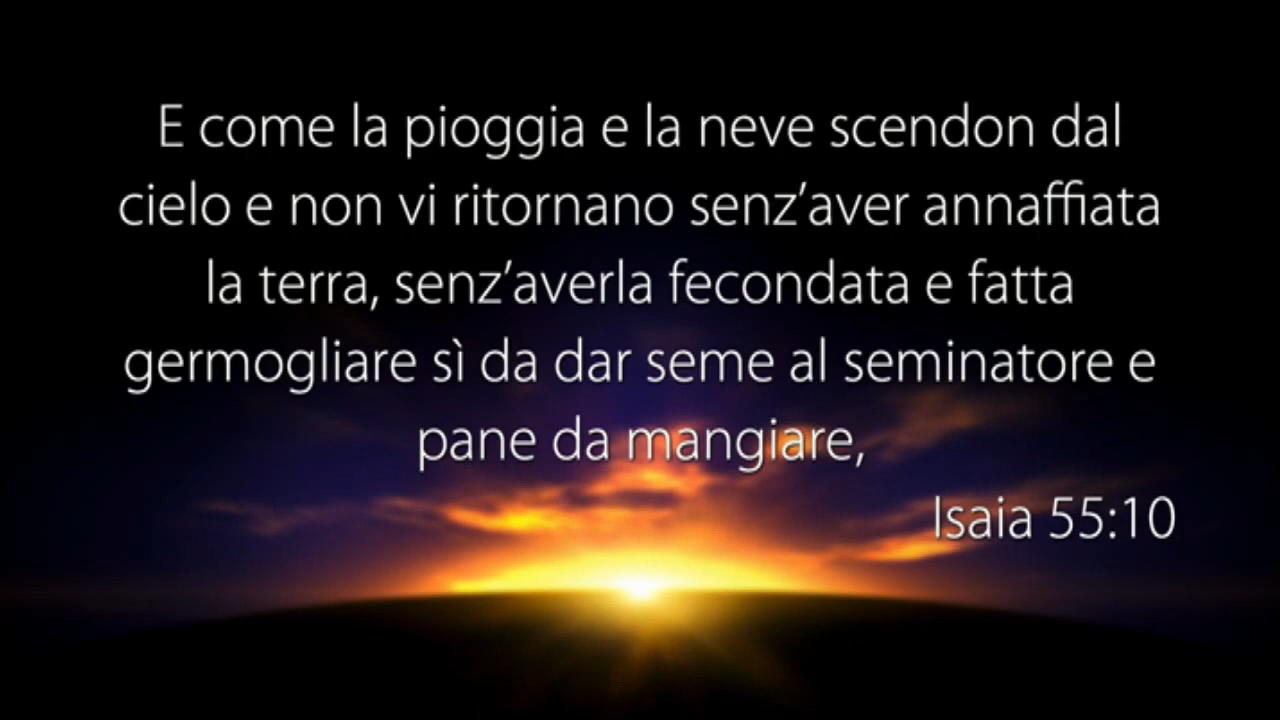 E come la pioggia e la neve scendon dal
cielo e non vi ritornano senz’aver annaffiata
la terra, senz’averla fecondata e fatta
germogliare sì da dar seme al seminatore e
pane da mangiare,
Isaia 55:10